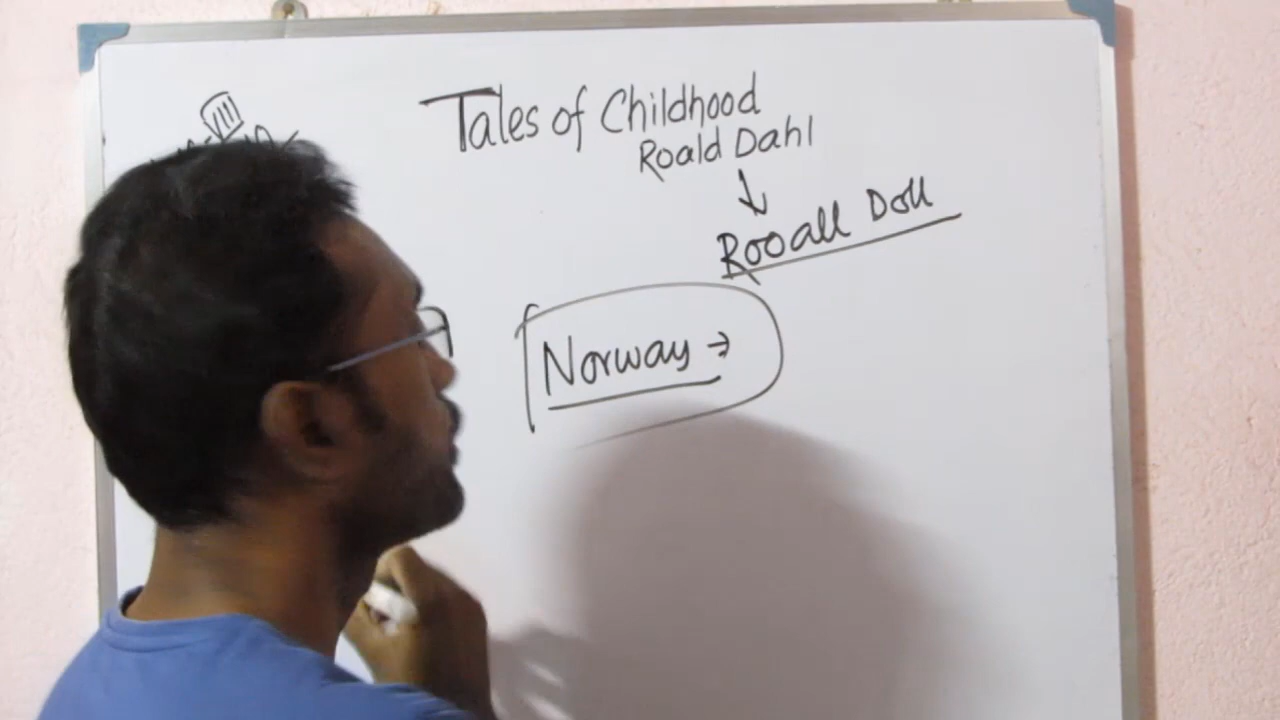 Tales of Childhood
Roald Dahl
↓
Rooall Doll
Norway →